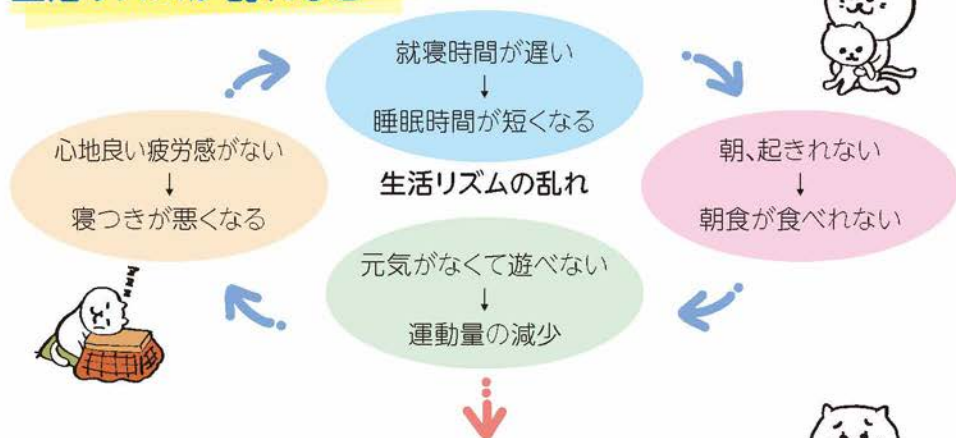 就寝時間が遅い
↓
睡眠時間が短くなる
心地良い疲労感がない
↓
寝つきが悪くなる
生活リズムの乱れ
朝、起きれない
↓
朝食が食べれない
元気がなくて遊べない
↓
運動量の減少
zzz